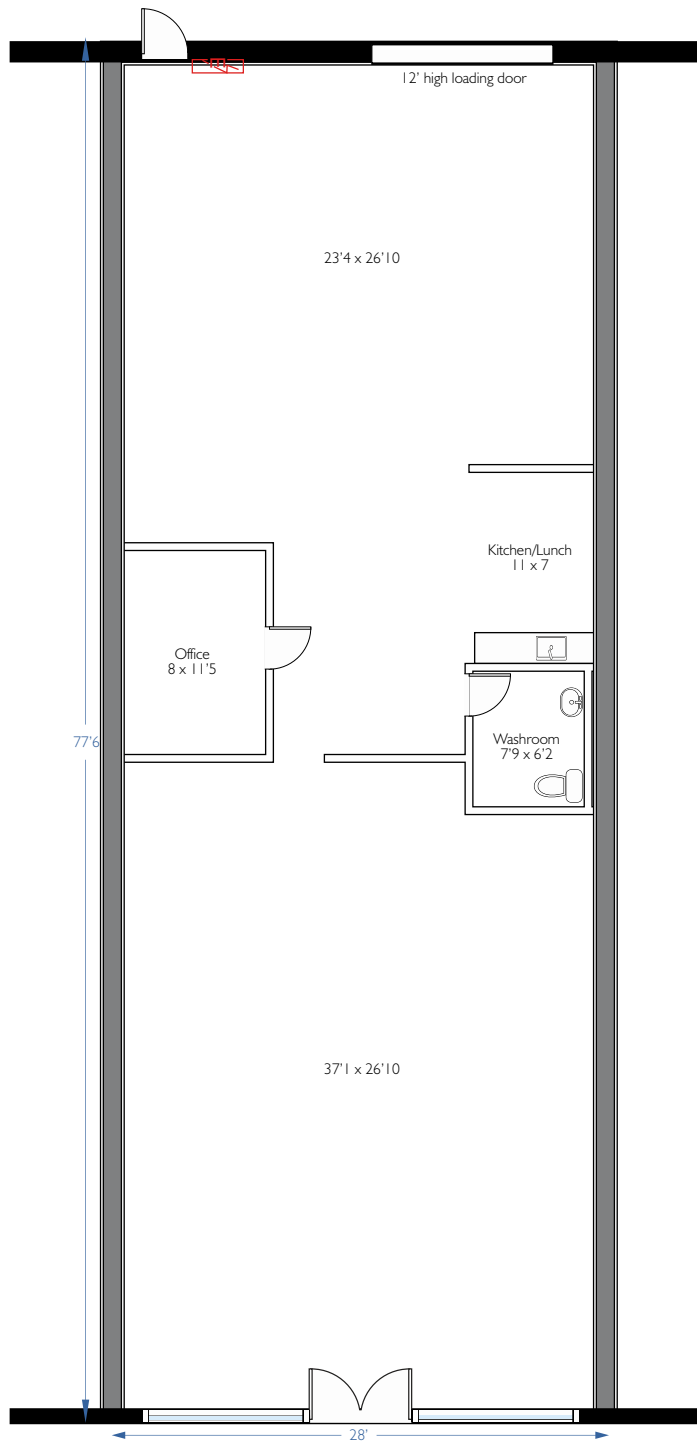 12' high loading door
23'4 x 26'10
Kitchen/Lunch
11 x 7
Office
8 x 11'5
77'6
Washroom
7'9 x 6'2
37'1 x 26'10
28'